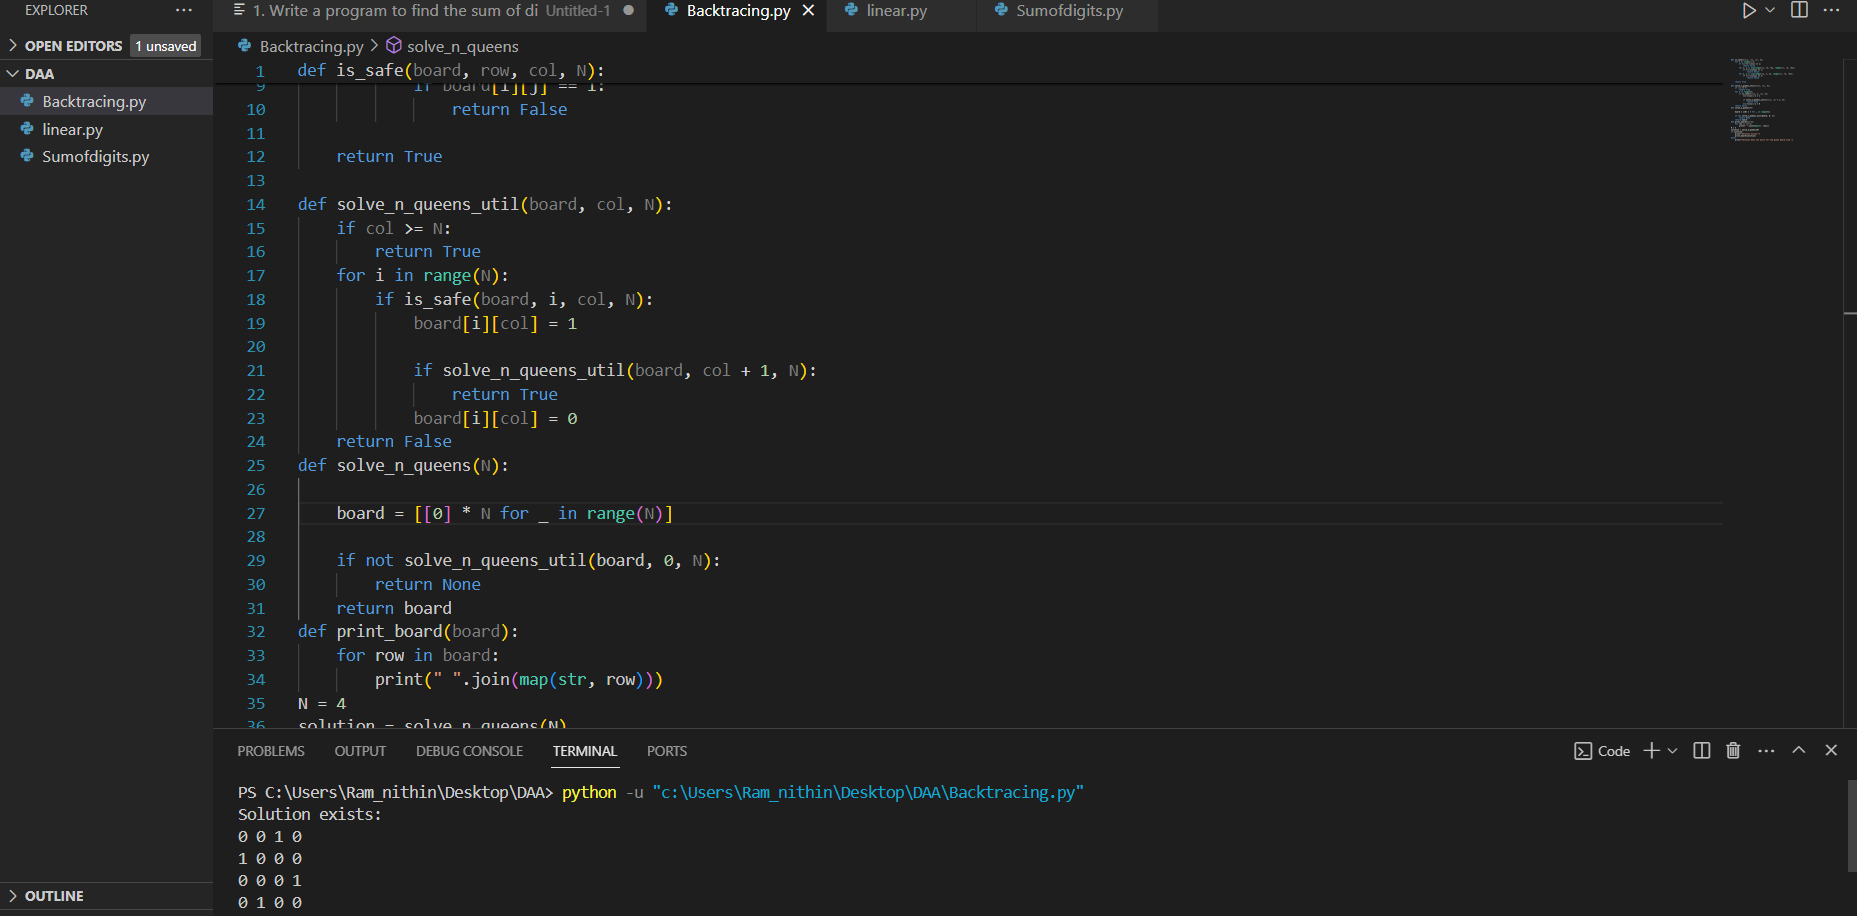 EXPLORER
OPEN EDITORS 1 unsaved
DAA
Backtracing.py
linear.py
Sumofdigits.py
OUTLINE
1. Write a program to find the sum of di Untitled-1
Backtracing.py
linear.py
Sumofdigits.py
Backtracing.py > solve_n_queens
1 def is_safe(board, row, col, N):
9 if board[i][j] == 1:
10 return False
11
12 return True
13
14 def solve_n_queens_util(board, col, N):
15 if col >= N:
16 return True
17 for i in range(N):
18 if is_safe(board, i, col, N):
19 board[i][col] = 1
20
21 if solve_n_queens_util(board, col + 1, N):
22 return True
23 board[i][col] = 0
24 return False
25 def solve_n_queens(N):
26
27 board = [[0] * N for _ in range(N)]
28
29 if not solve_n_queens_util(board, 0, N):
30 return None
31 return board
32 def print_board(board):
33 for row in board:
34 print(" ".join(map(str, row)))
35 N = 4
36 solution = solve_n_queens(N)
PROBLEMS OUTPUT DEBUG CONSOLE TERMINAL PORTS
Code
PS C:\Users\Ram_nithin\Desktop\DAA> python -u "c:\Users\Ram_nithin\Desktop\DAA\Backtracing.py"
Solution exists:
0 0 1 0
1 0 0 0
0 0 0 1
0 1 0 0